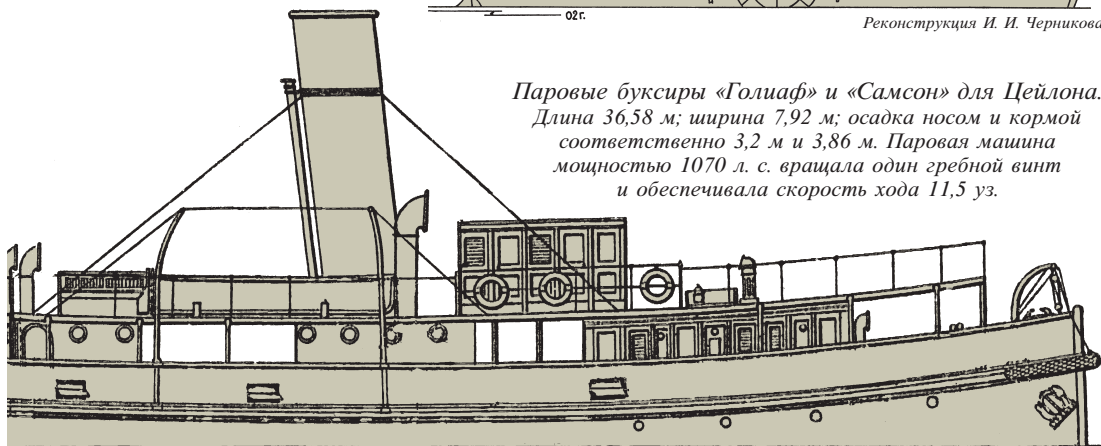 02г.
Реконструкция И. И. Черникова
Паровые буксиры «Голиаф» и «Самсон» для Цейлона.
Длина 36,58 м; ширина 7,92 м; осадка носом и кормой
соответственно 3,2 м и 3,86 м. Паровая машина
мощностью 1070 л. с. вращала один гребной винт
и обеспечивала скорость хода 11,5 уз.